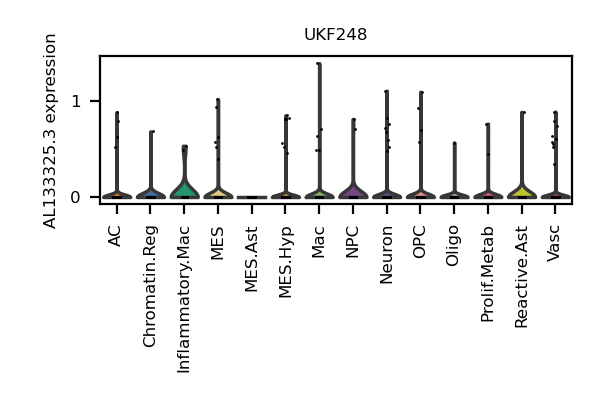 UKF248
AL133325.3 expression
1
0
AC
Chromatin.Reg
Inflammatory.Mac
MES
MES.Ast
MES.Hyp
Mac
NPC
Neuron
OPC
Oligo
Prolif.Metab
Reactive.Ast
Vasc